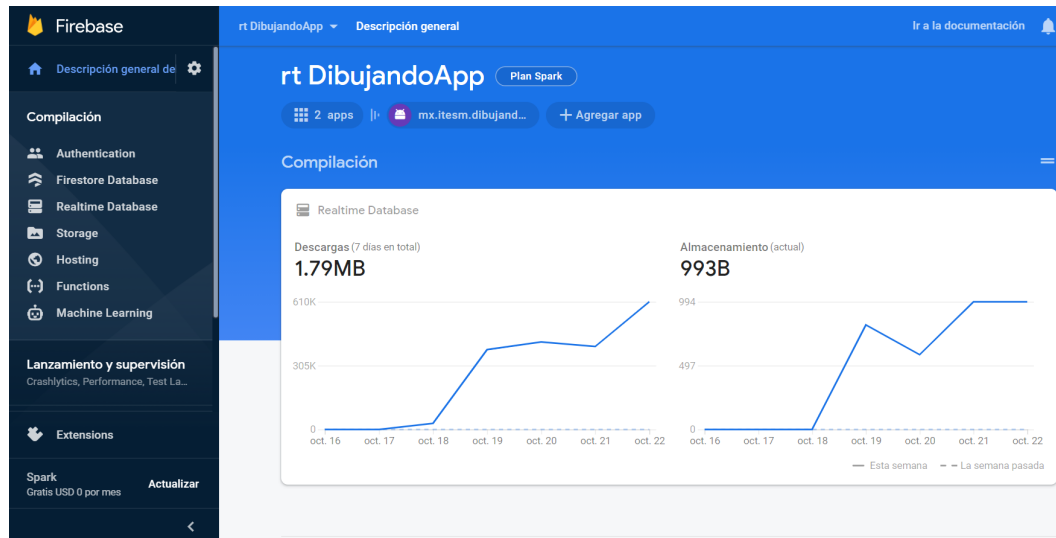 Firebase
Descripción general de
Compilación
Authentication
Firestore Database
Realtime Database
Storage
Hosting
Functions
Machine Learning
Lanzamiento y supervisión
Crashlytics, Performance, Test La...
Extensions
Spark
Gratis USD 0 por mes
Actualizar
rt DibujandoApp Descripción general Ir a la documentación
rt DibujandoApp Plan Spark
2 apps mx.itesm.dibujand... + Agregar app
Compilación
Realtime Database
Descargas (7 días en total)
1.79MB
610K
305K
0
oct. 16 oct. 17 oct. 18 oct. 19 oct. 20 oct. 21 oct. 22
Almacenamiento (actual)
993B
994
497
0
oct. 16 oct. 17 oct. 18 oct. 19 oct. 20 oct. 21 oct. 22
Esta semana La semana pasada